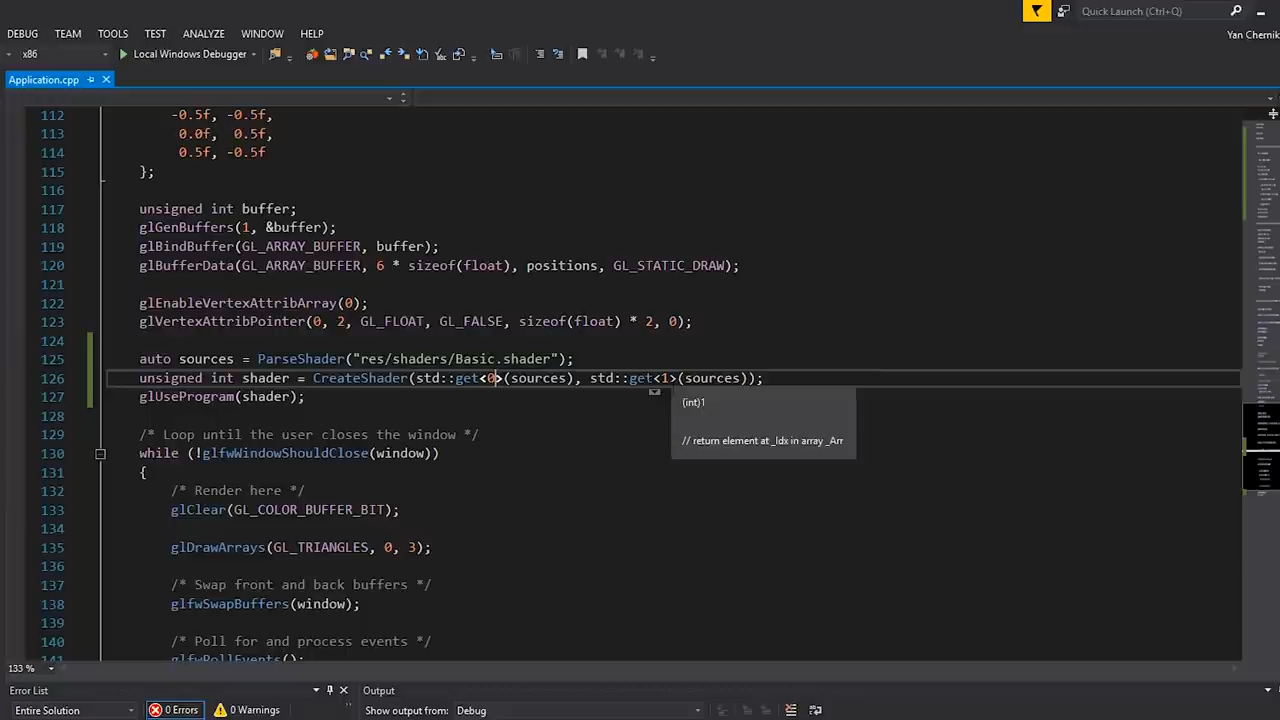 Quick Launch (Ctrl+Q)
DEBUG TEAM TOOLS TEST ANALYZE WINDOW HELP
Yan Chernik
x86 Local Windows Debugger
Application.cpp
112 -0.5f, -0.5f,
113 0.0f, 0.5f,
114 0.5f, -0.5f
115 };
116
117 unsigned int buffer;
118 glGenBuffers(1, &buffer);
119 glBindBuffer(GL_ARRAY_BUFFER, buffer);
120 glBufferData(GL_ARRAY_BUFFER, 6 * sizeof(float), positions, GL_STATIC_DRAW);
121
122 glEnableVertexAttribArray(0);
123 glVertexAttribPointer(0, 2, GL_FLOAT, GL_FALSE, sizeof(float) * 2, 0);
124
125 auto sources = ParseShader("res/shaders/Basic.shader");
126 unsigned int shader = CreateShader(std::get<0>(sources), std::get<1>(sources));
127 glUseProgram(shader);
(int)1
// return element at _Idx in array _Arr
128
129 /* Loop until the user closes the window */
130 while (!glfwWindowShouldClose(window))
131 {
132 /* Render here */
133 glClear(GL_COLOR_BUFFER_BIT);
134
135 glDrawArrays(GL_TRIANGLES, 0, 3);
136
137 /* Swap front and back buffers */
138 glfwSwapBuffers(window);
139
140 /* Poll for and process events */
141 glfwPollEvents();
133 %
Error List Output
Entire Solution 0 Errors 0 Warnings Show output from: Debug